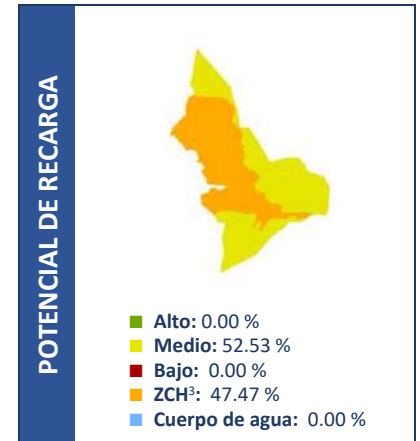 POTENCIAL DE RECARGA
Alto: 0.00 %
Medio: 52.53 %
Bajo: 0.00 %
ZCH³: 47.47 %
Cuerpo de agua: 0.00 %